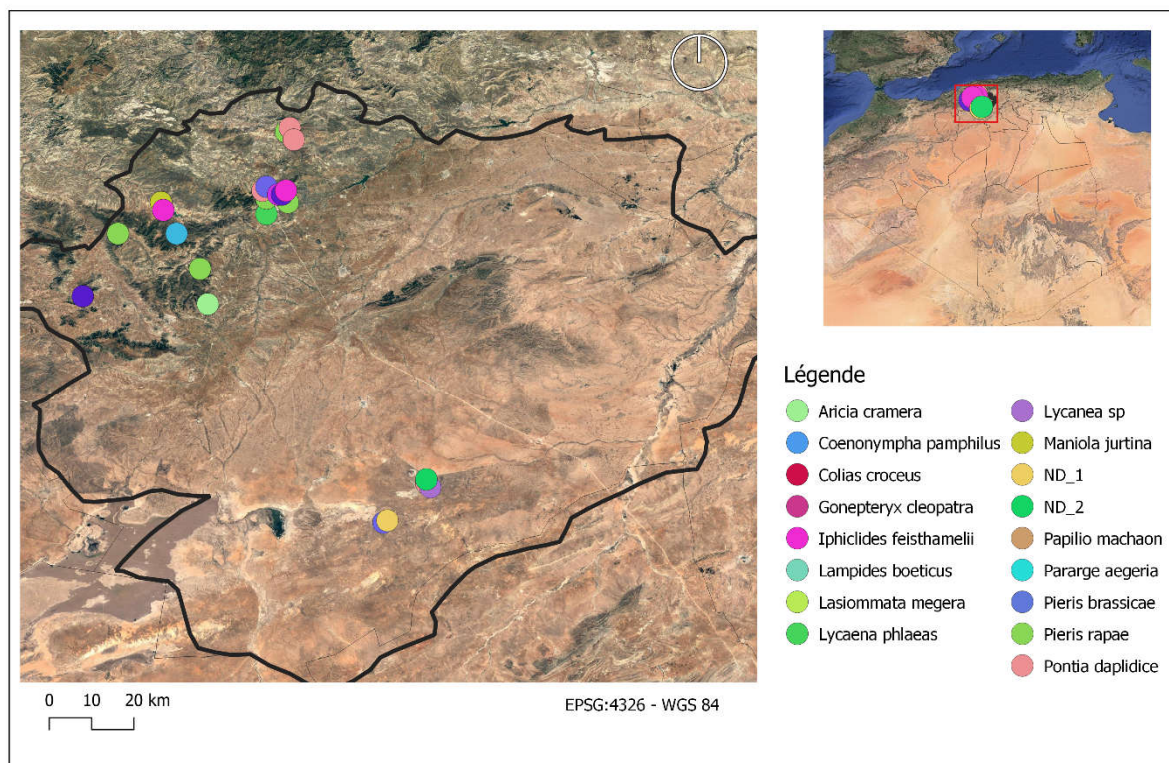 Légende
Aricia cramera
Coenonympha pamphilus
Colias croceus
Gonepteryx cleopatra
Iphiclides feisthamelii
Lampides boeticus
Lasiommata megera
Lycaena phlaeas
Lycanea sp
Maniola jurtina
ND_1
ND_2
Papilio machaon
Pararge aegeria
Pieris brassicae
Pieris rapae
Pontia daplidice
0 10 20 km
EPSG:4326 - WGS 84